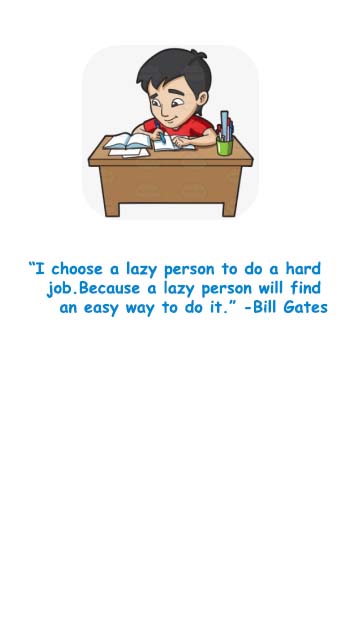 “I choose a lazy person to do a hard
job.Because a lazy person will find
an easy way to do it.” -Bill Gates